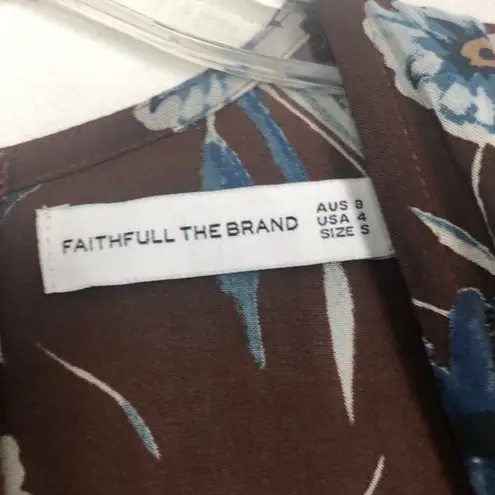 FAITHFULL THE BRAND
AUS 8
USA 4
SIZE S